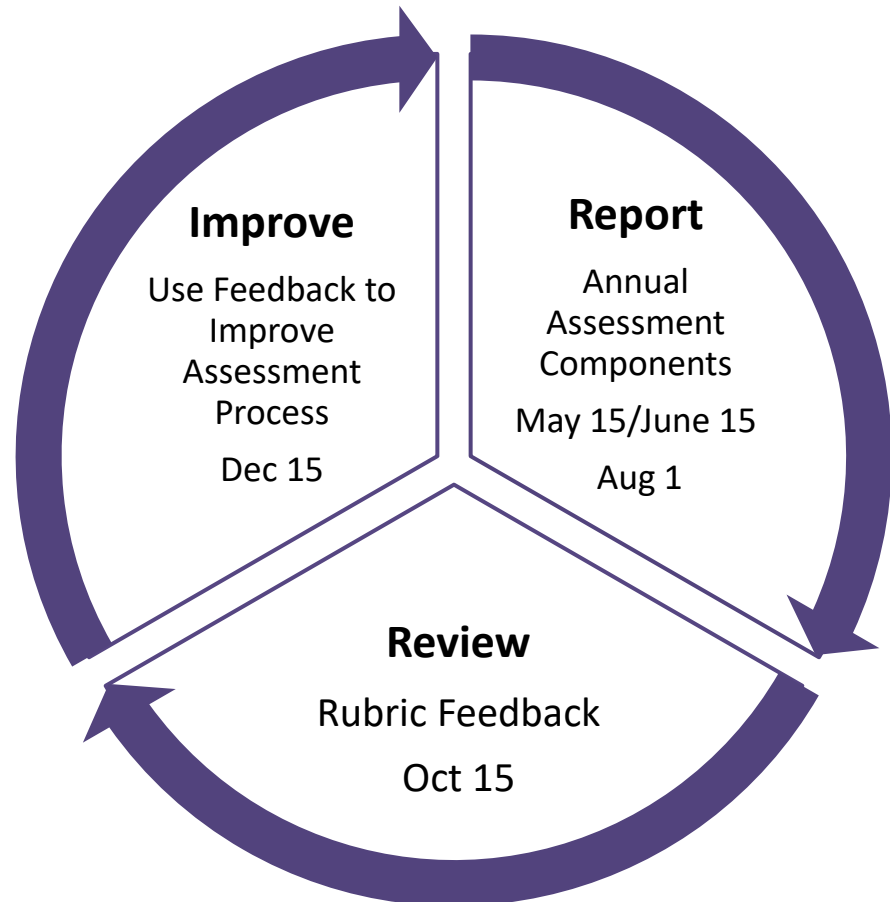 Improve
Use Feedback to
Improve
Assessment
Process
Dec 15
Report
Annual
Assessment
Components
May 15/June 15
Aug 1
Review
Rubric Feedback
Oct 15